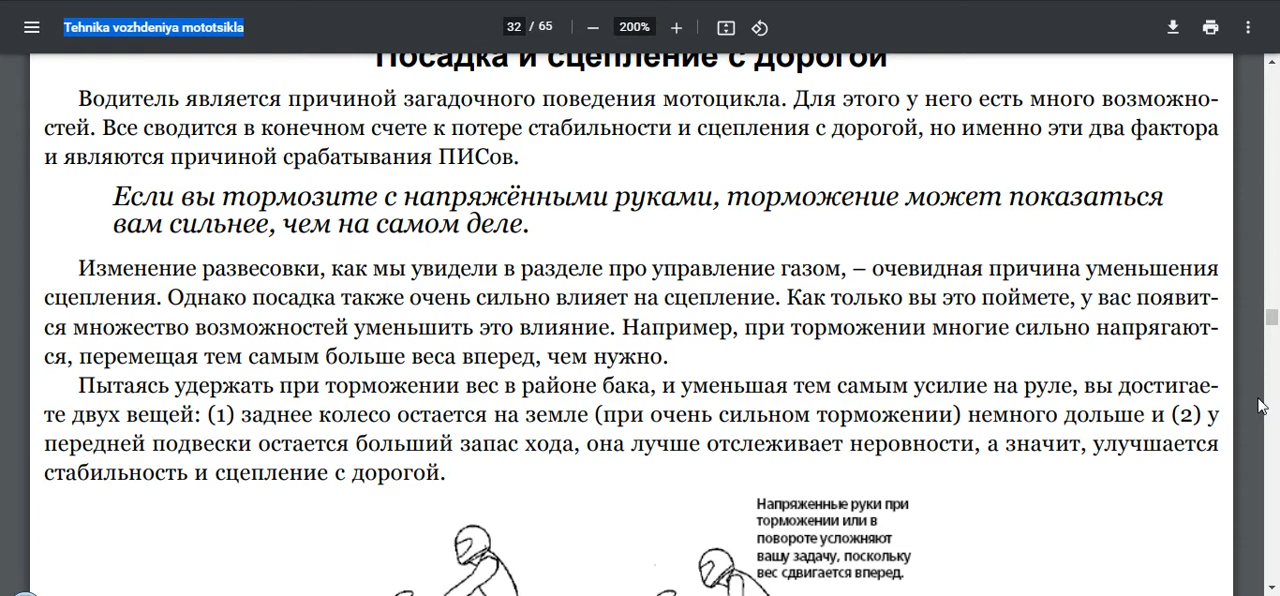 Tehnika vozhdeniya mototsikla
32 / 65
200%
Посадка и сцепление с дорогой
Водитель является причиной загадочного поведения мотоцикла. Для этого у него есть много возможно-
стей. Все сводится в конечном счете к потере стабильности и сцепления с дорогой, но именно эти два фактора
и являются причиной срабатывания ПИСов.
Если вы тормозите с напряжёнными руками, торможение может показаться
вам сильнее, чем на самом деле.
Изменение развесовки, как мы увидели в разделе про управление газом, – очевидная причина уменьшения
сцепления. Однако посадка также очень сильно влияет на сцепление. Как только вы это поймете, у вас появит-
ся множество возможностей уменьшить это влияние. Например, при торможении многие сильно напрягают-
ся, перемещая тем самым больше веса вперед, чем нужно.
Пытаясь удержать при торможении вес в районе бака, и уменьшая тем самым усилие на руле, вы достигае-
те двух вещей: (1) заднее колесо остается на земле (при очень сильном торможении) немного дольше и (2) у
передней подвески остается больший запас хода, она лучше отслеживает неровности, а значит, улучшается
стабильность и сцепление с дорогой.
Напряженные руки при
торможении или в
повороте усложняют
вашу задачу, поскольку
вес сдвигается вперед.